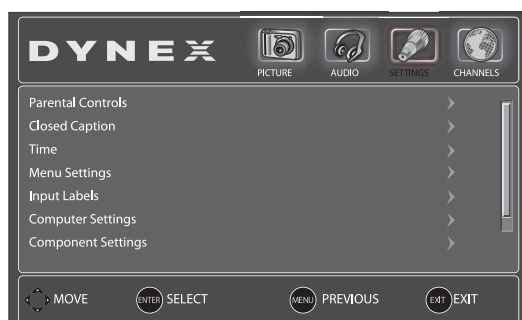 DYNEX
PICTURE AUDIO SETTINGS CHANNELS
Parental Controls
Closed Caption
Time
Menu Settings
Input Labels
Computer Settings
Component Settings
MOVE ENTER SELECT MENU PREVIOUS EXIT EXIT